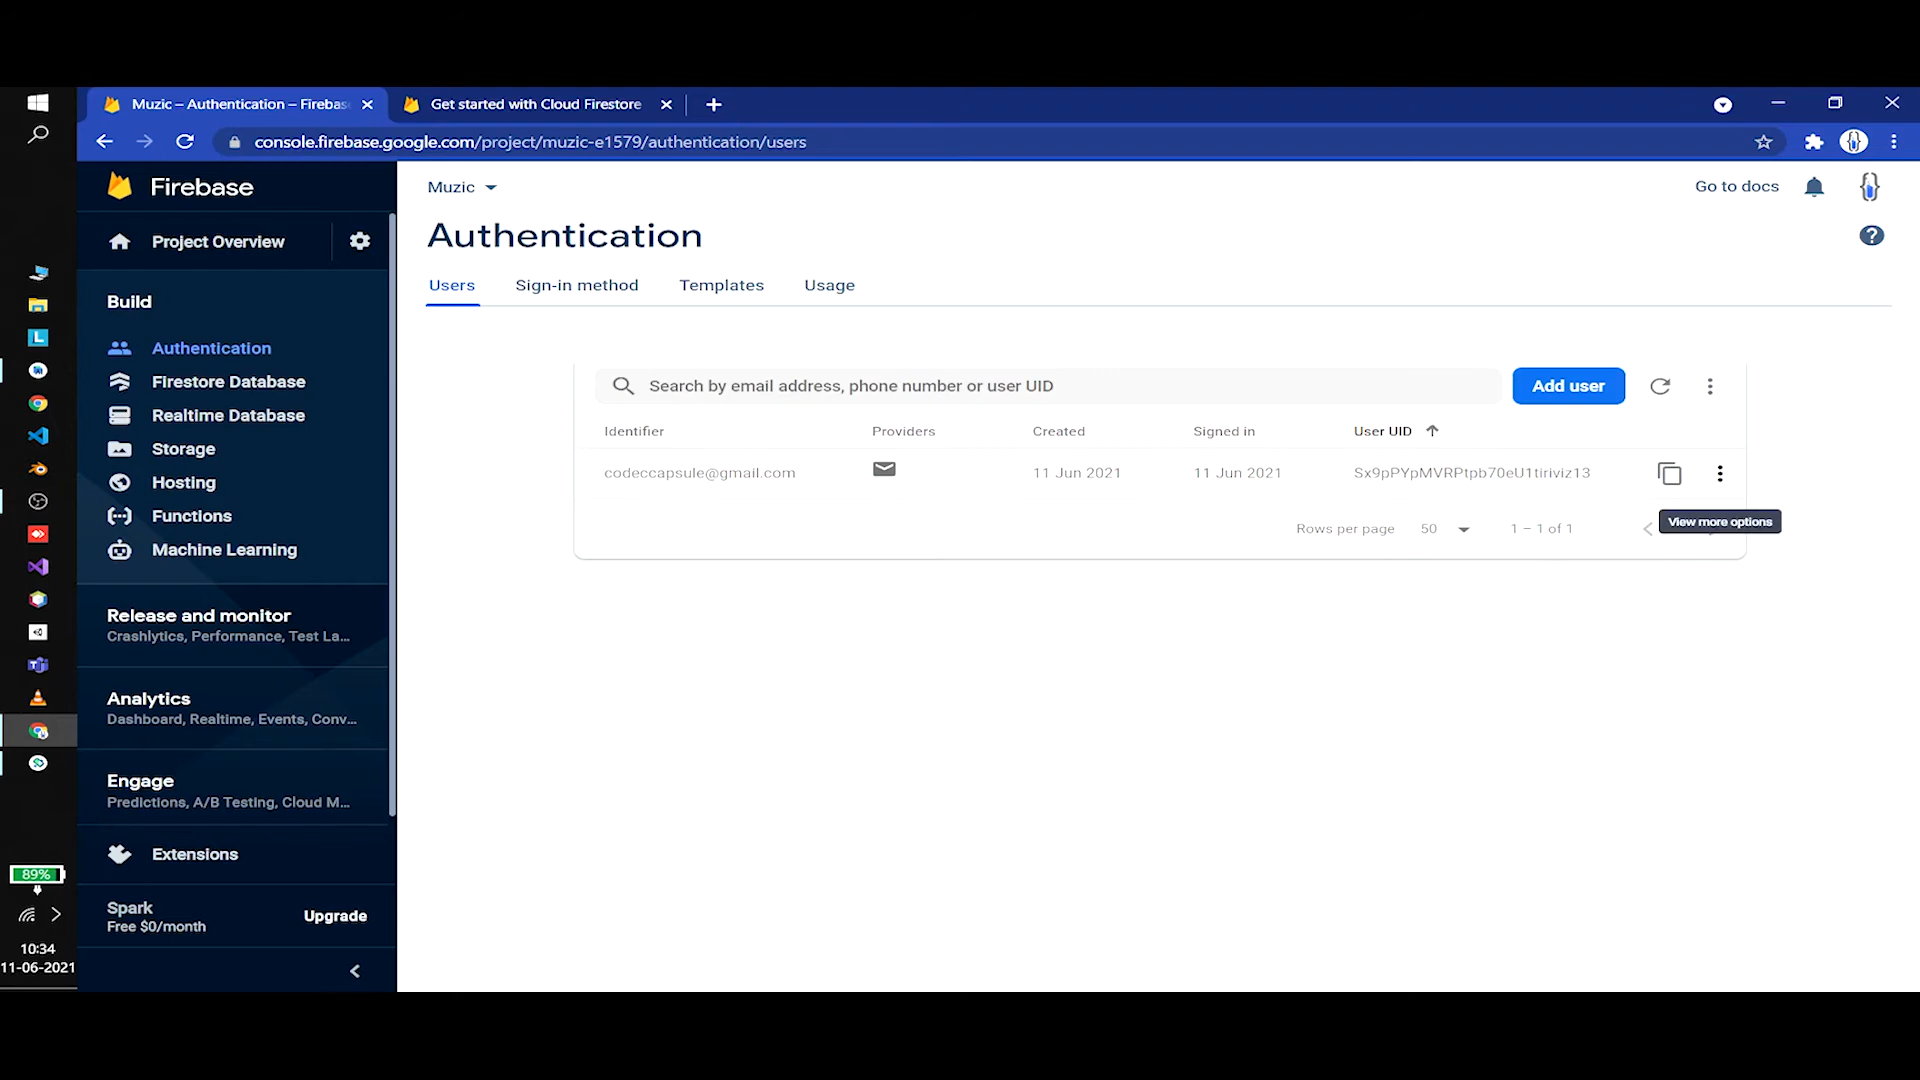 Muzic – Authentication – Firebas
Get started with Cloud Firestore
console.firebase.google.com/project/muzic-e1579/authentication/users
Firebase
Muzic
Go to docs
Project Overview
Authentication
Users
Sign-in method
Templates
Usage
Build
Authentication
Firestore Database
Realtime Database
Storage
Hosting
Functions
Machine Learning
Search by email address, phone number or user UID
Add user
Identifier
Providers
Created
Signed in
User UID
codeccapsule@gmail.com
11 Jun 2021
11 Jun 2021
Sx9pPYpMVRPtpb70eU1tiriviz13
View more options
Rows per page
50
1 – 1 of 1
Release and monitor
Crashlytics, Performance, Test La...
Analytics
Dashboard, Realtime, Events, Conv...
Engage
Predictions, A/B Testing, Cloud M...
Extensions
Spark
Free $0/month
Upgrade
89%
10:34
11-06-2021